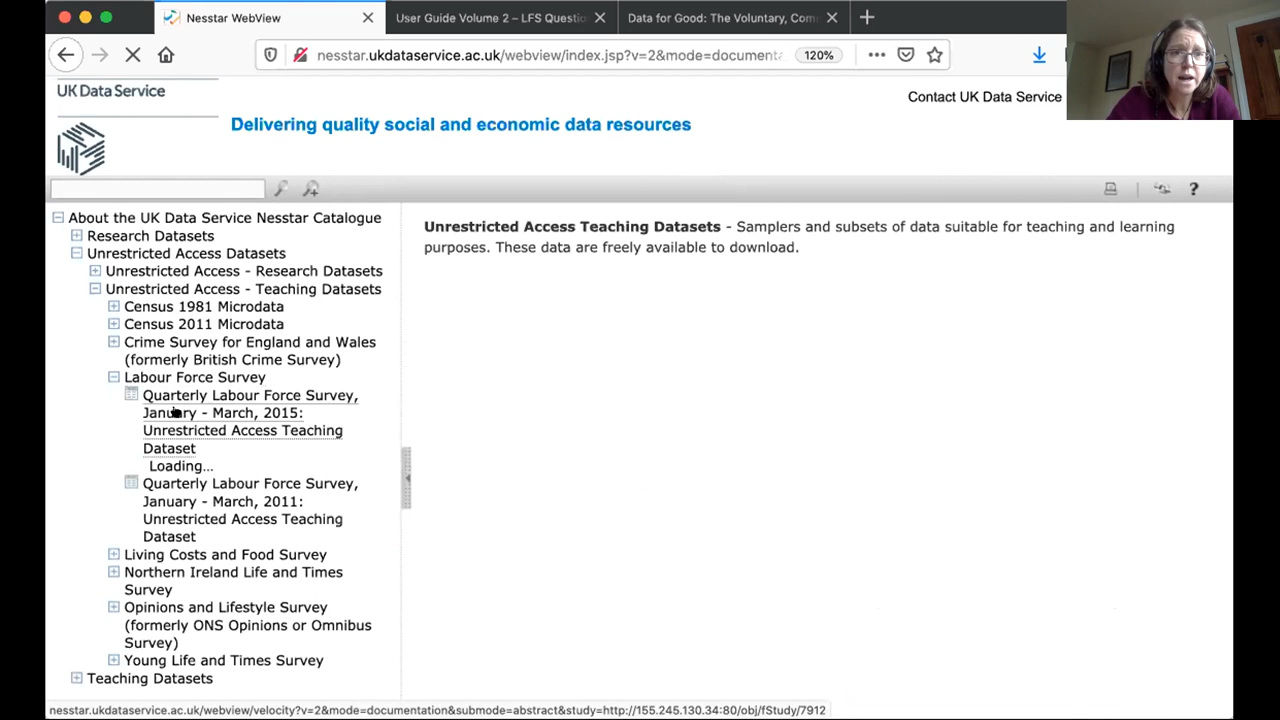 Nesstar WebView
User Guide Volume 2 – LFS Questio
Data for Good: The Voluntary, Com
nesstar.ukdataservice.ac.uk/webview/index.jsp?v=2&mode=documenta
120%
UK Data Service
Contact UK Data Service
Delivering quality social and economic data resources
?
About the UK Data Service Nesstar Catalogue
Research Datasets
Unrestricted Access Datasets
Unrestricted Access - Research Datasets
Unrestricted Access - Teaching Datasets
Census 1981 Microdata
Census 2011 Microdata
Crime Survey for England and Wales
(formerly British Crime Survey)
Labour Force Survey
Quarterly Labour Force Survey,
January - March, 2015:
Unrestricted Access Teaching
Dataset
Loading...
Quarterly Labour Force Survey,
January - March, 2011:
Unrestricted Access Teaching
Dataset
Living Costs and Food Survey
Northern Ireland Life and Times
Survey
Opinions and Lifestyle Survey
(formerly ONS Opinions or Omnibus
Survey)
Young Life and Times Survey
Teaching Datasets
Unrestricted Access Teaching Datasets - Samplers and subsets of data suitable for teaching and learning
purposes. These data are freely available to download.
nesstar.ukdataservice.ac.uk/webview/velocity?v=2&mode=documentation&submode=abstract&study=http://155.245.130.34:80/obj/fStudy/7912